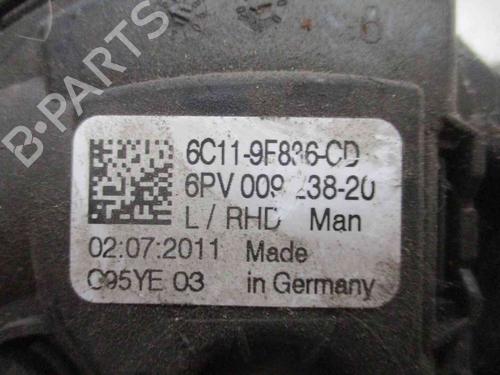 6C11-9F836-CD
6PV 009 238-20
L / RHD Man
02.07.2011 Made
C95YE 03 in Germany
B-PARTS